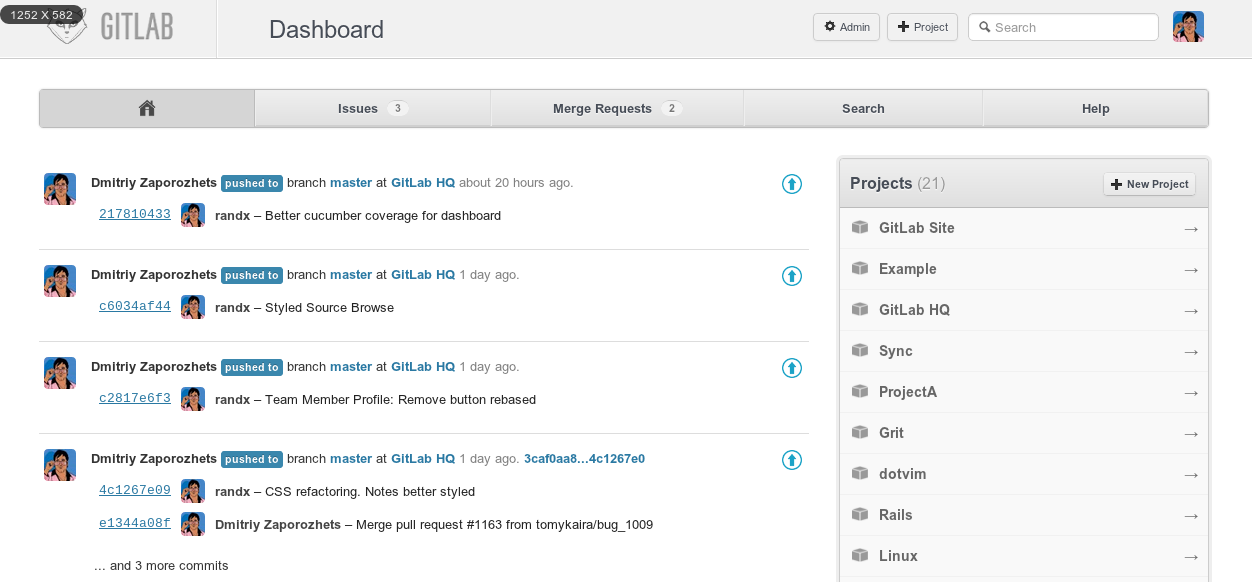 1252 X 582
GITLAB
Dashboard
Admin
Project
Search
Issues 3
Merge Requests 2
Search
Help
Dmitriy Zaporozhets pushed to branch master at GitLab HQ about 20 hours ago.
217810433 randx – Better cucumber coverage for dashboard
Dmitriy Zaporozhets pushed to branch master at GitLab HQ 1 day ago.
c6034af44 randx – Styled Source Browse
Dmitriy Zaporozhets pushed to branch master at GitLab HQ 1 day ago.
c2817e6f3 randx – Team Member Profile: Remove button rebased
Dmitriy Zaporozhets pushed to branch master at GitLab HQ 1 day ago. 3caf0aa8...4c1267e0
4c1267e09 randx – CSS refactoring. Notes better styled
e1344a08f Dmitriy Zaporozhets – Merge pull request #1163 from tomykaira/bug_1009
... and 3 more commits
Projects (21)
New Project
GitLab Site →
Example →
GitLab HQ →
Sync →
ProjectA →
Grit →
dotvim →
Rails →
Linux →